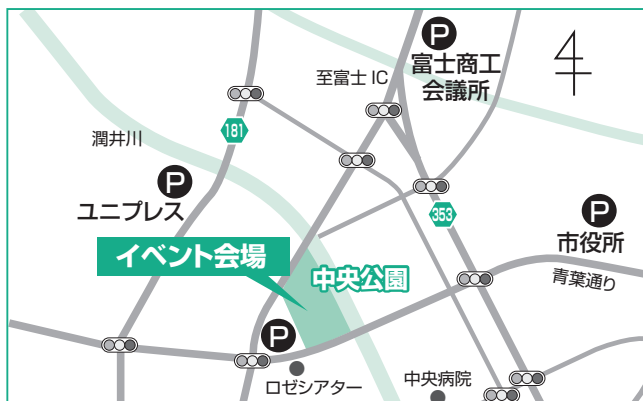 P
富士商工
会議所
至富士 IC
181
潤井川
P
ユニプレス
353
P
市役所
イベント会場
中央公園
青葉通り
P
ロゼシアター
中央病院